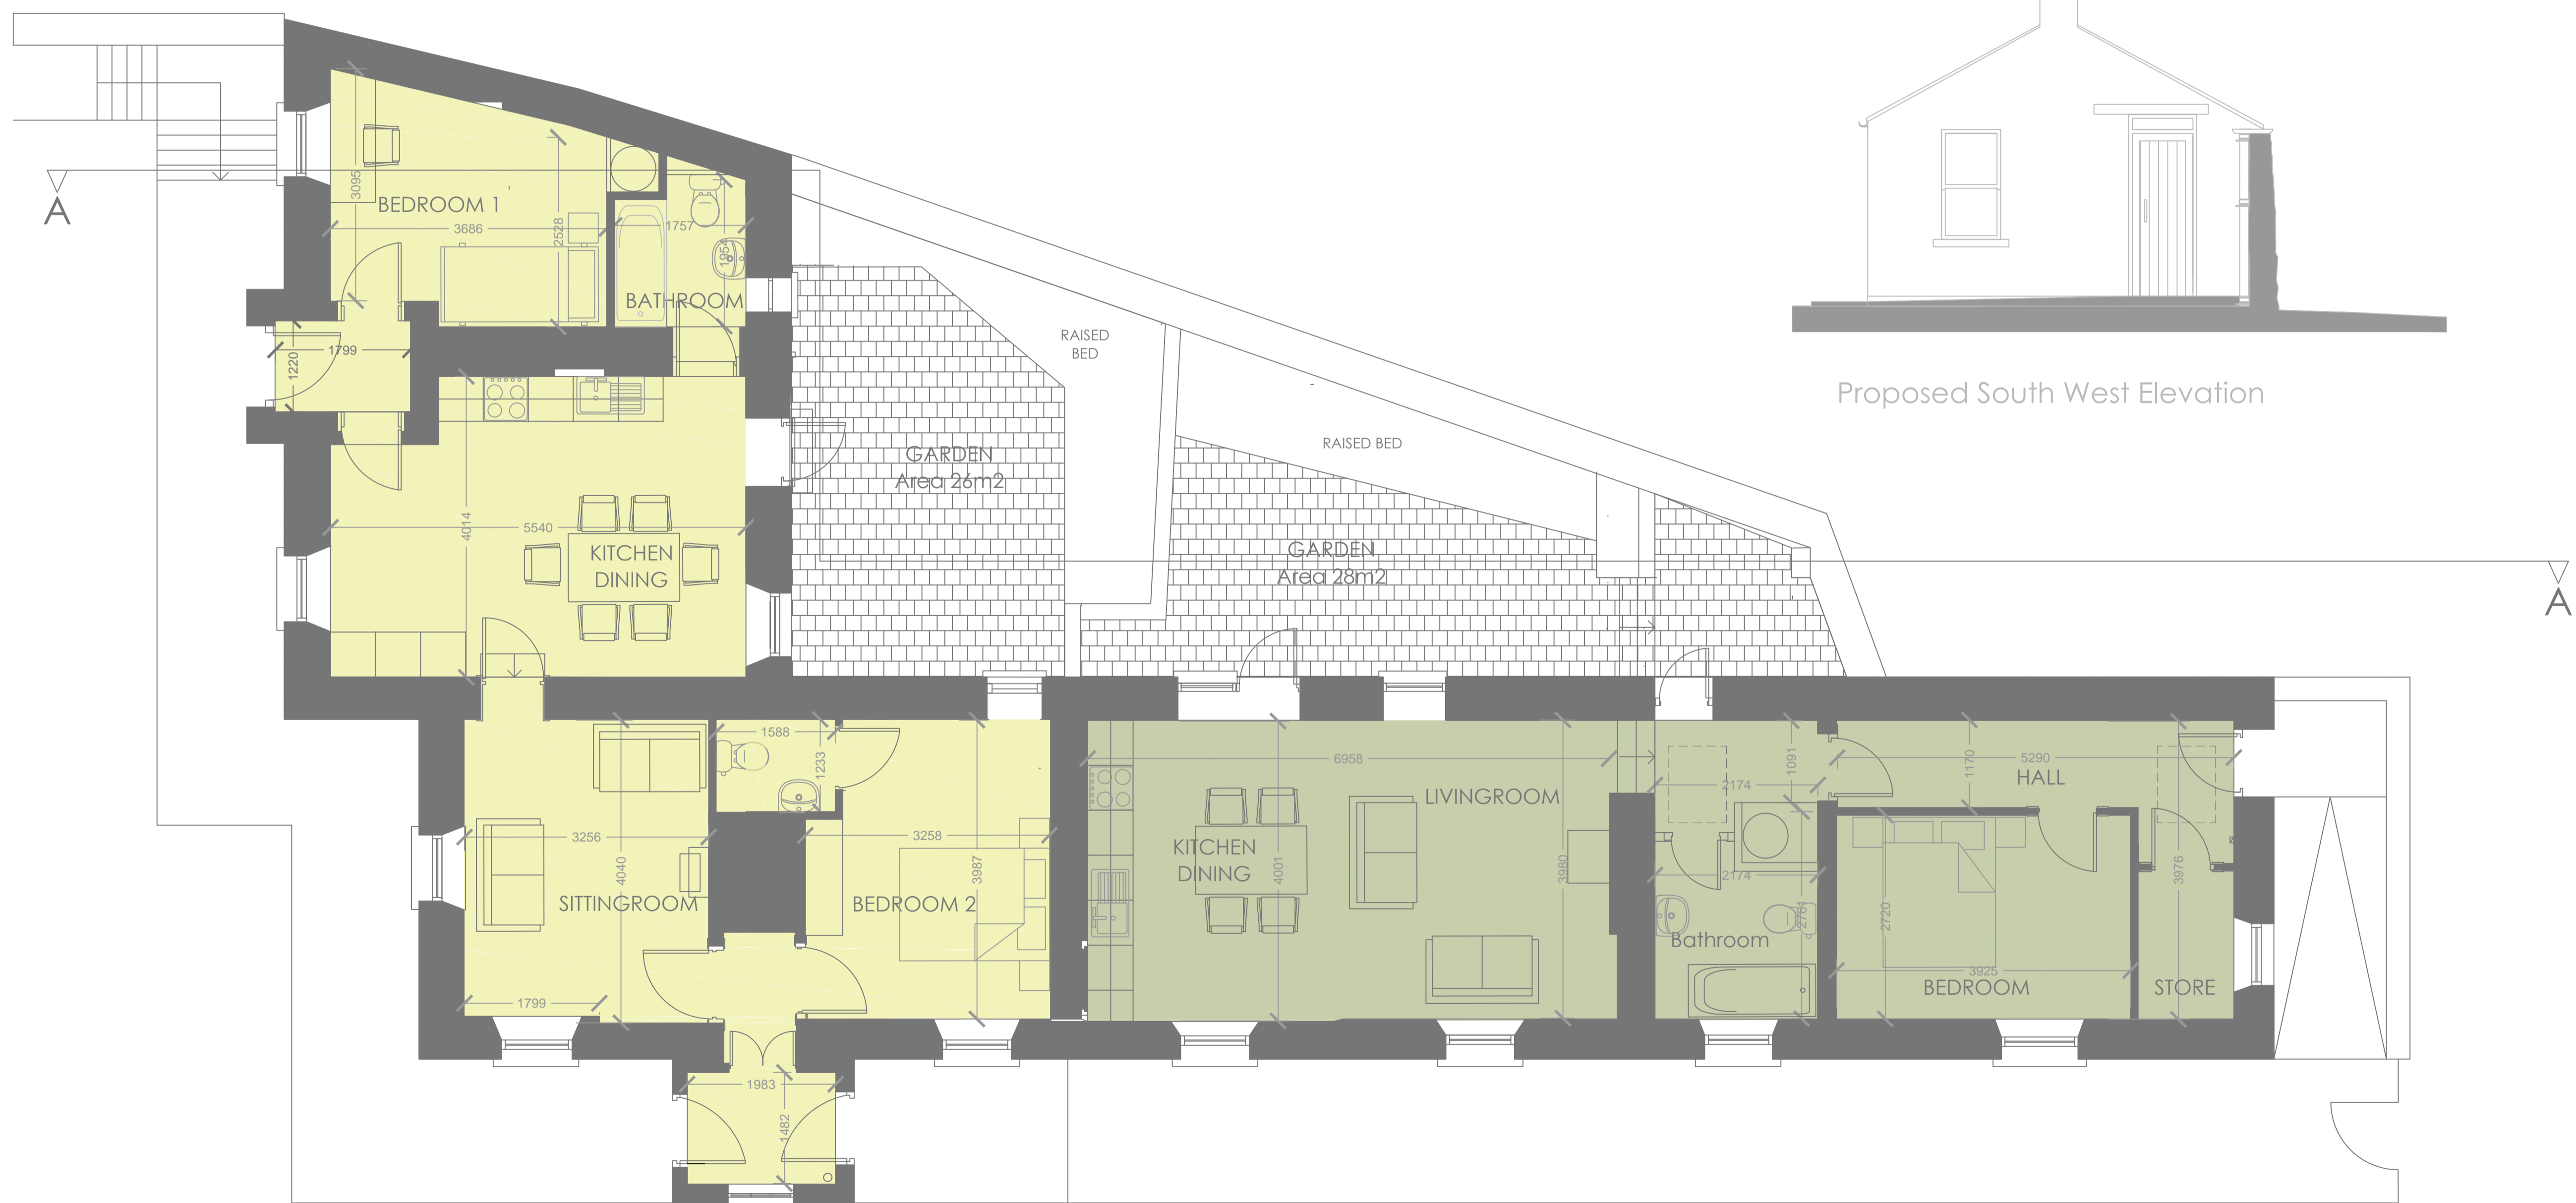 A
BEDROOM 1
3095
3686
2528
1757
1954
BATHROOM
1220
1799
RAISED
BED
Proposed South West Elevation
RAISED BED
GARDEN
Area 26m2
4014
5540
KITCHEN
DINING
GARDEN
Area 28m2
A
1588
1233
3256
4040
SITTINGROOM
1799
3258
3987
BEDROOM 2
1983
1482
6958
LIVINGROOM
KITCHEN
DINING
4001
3980
2174
1091
2174
2761
Bathroom
1170
5290
HALL
2720
3925
BEDROOM
3976
STORE